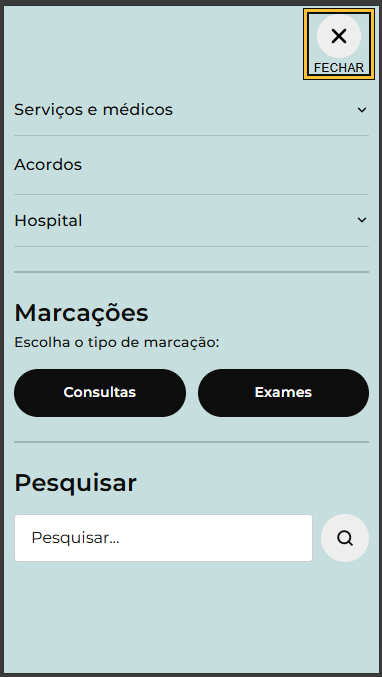 FECHAR
Serviços e médicos
Acordos
Hospital
Marcações
Escolha o tipo de marcação:
Consultas
Exames
Pesquisar
Pesquisar...